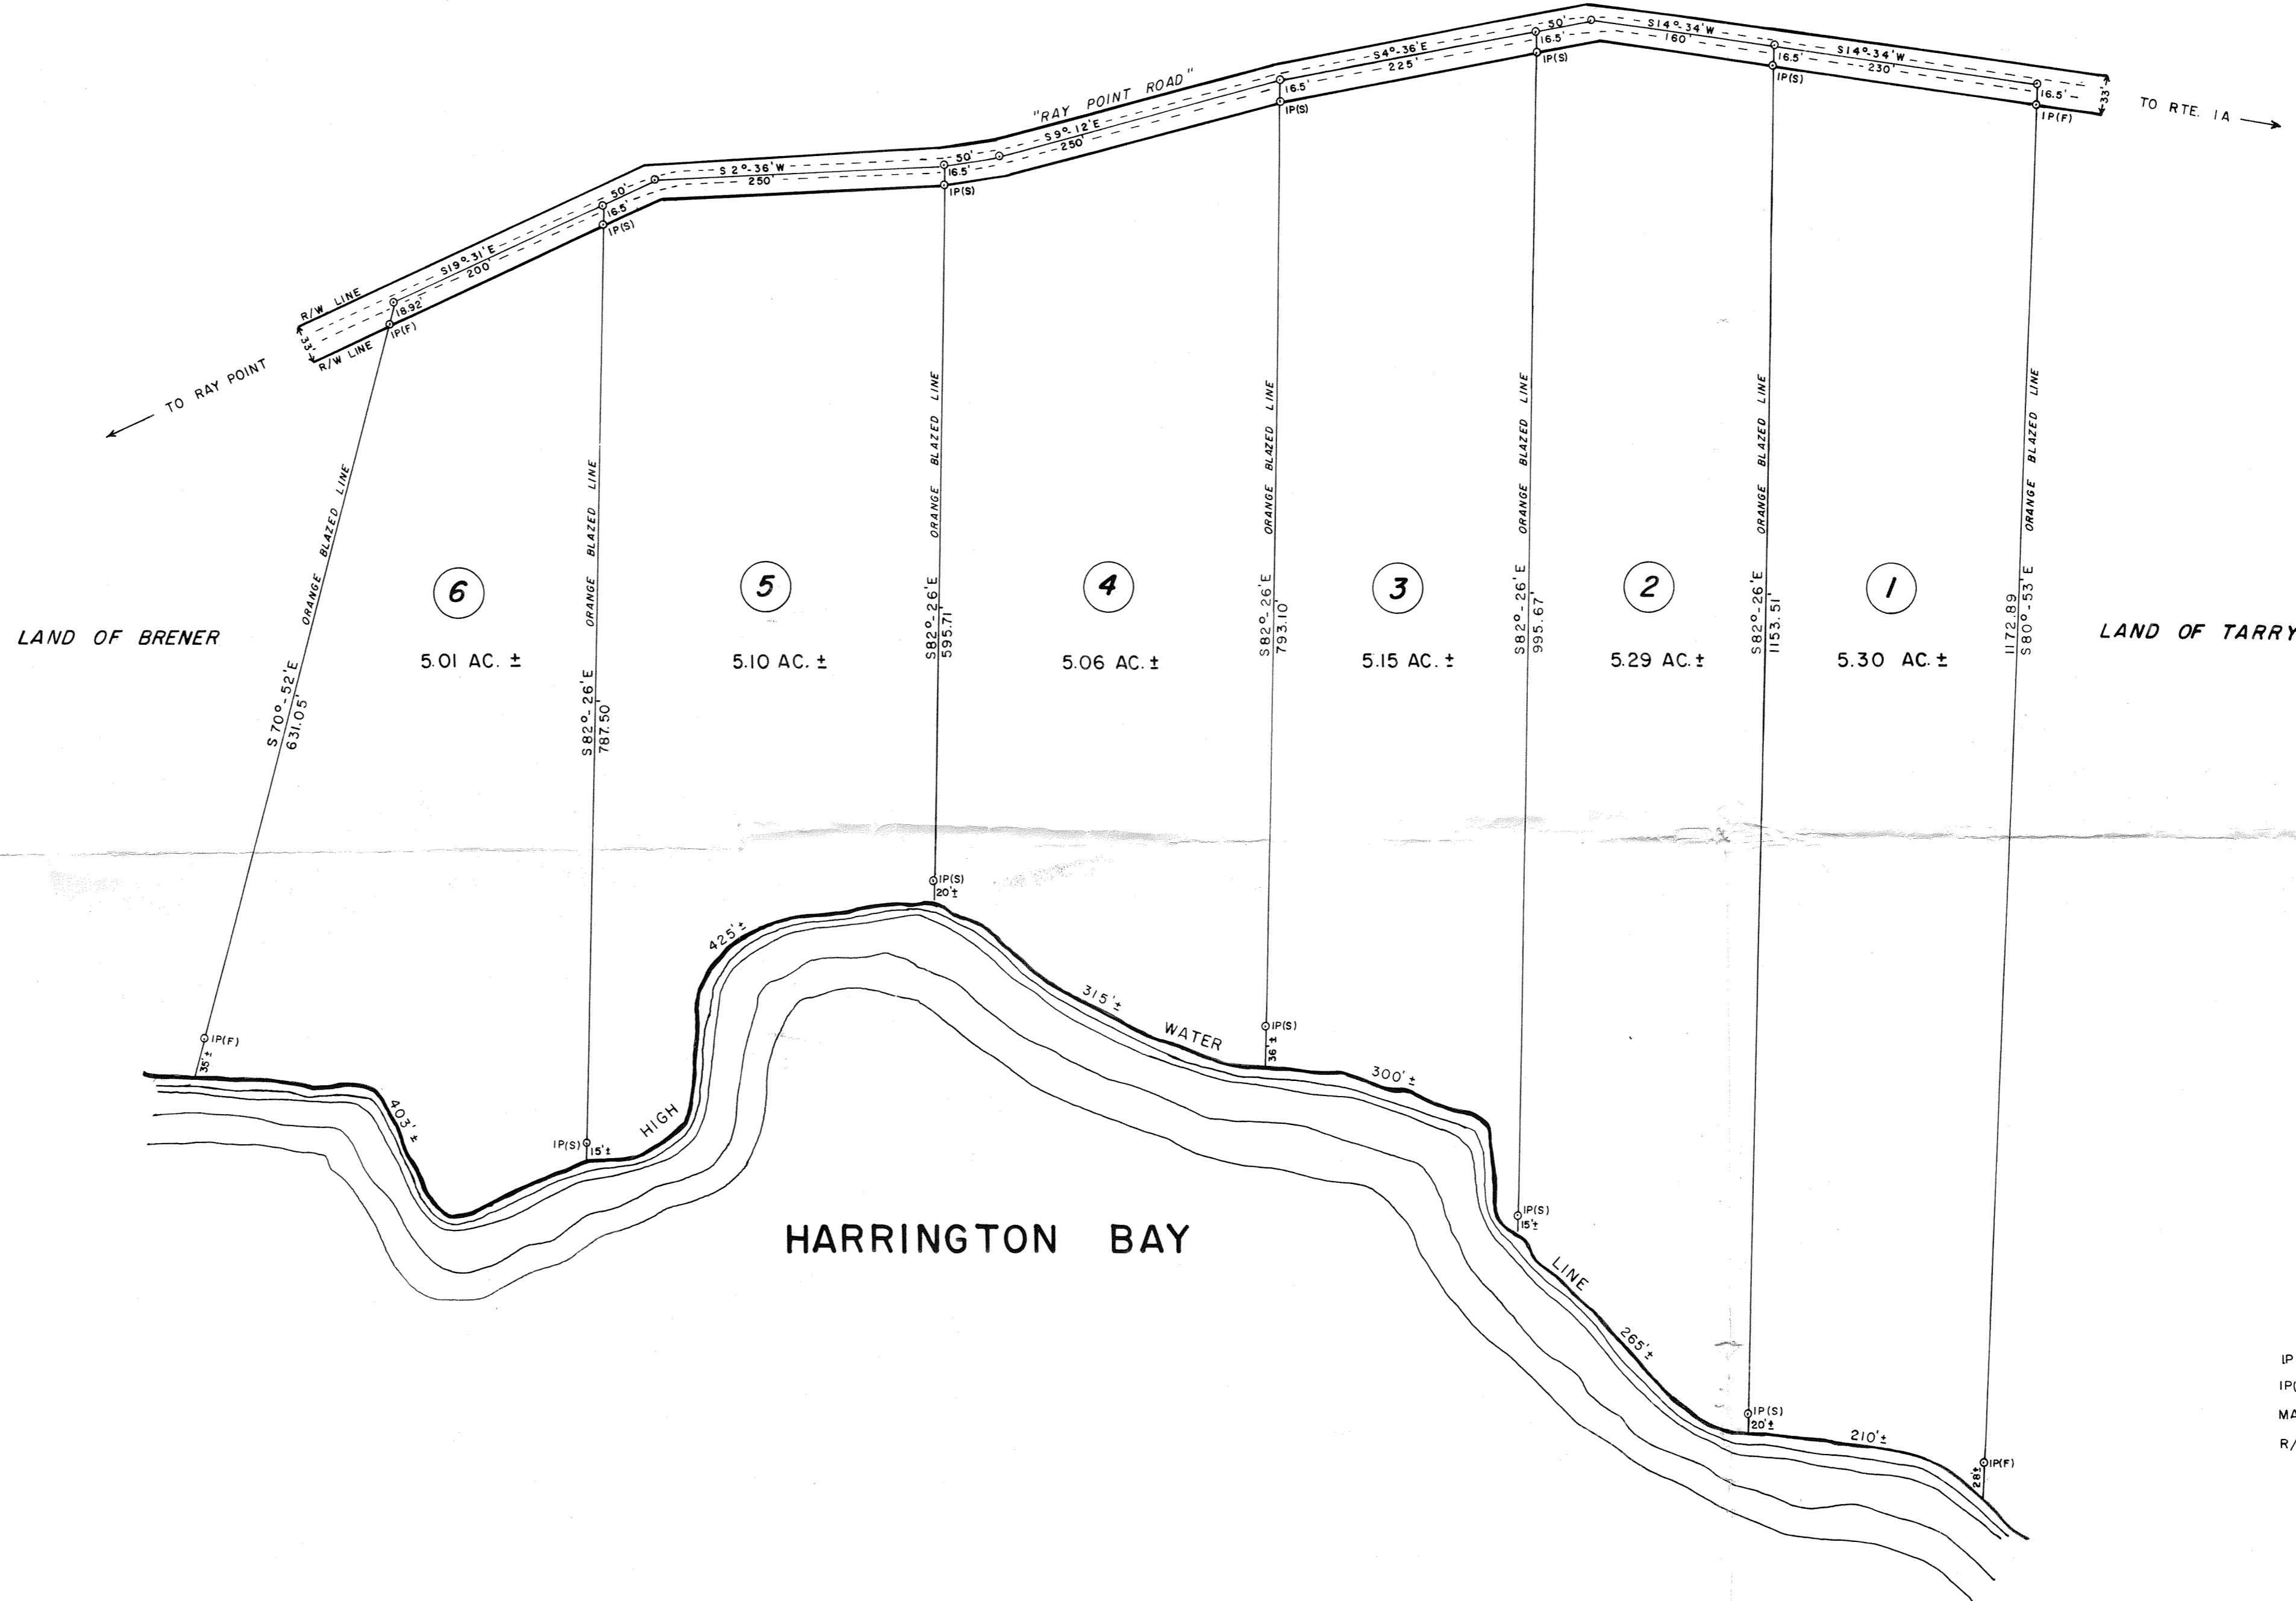 50'
S14°-34'W
160'
S14°-34'W
230'
S4°-36'E
225'
16.5'
IP(S)
16.5'
IP(S)
16.5'
IP(F)
33'
TO RTE. 1A
"RAY POINT ROAD"
S9°-12'E
250'
16.5'
IP(S)
50'
S2°-36'W
250'
16.5'
IP(S)
50'
16.5'
IP(S)
S19°-31'E
200'
18.92'
IP(F)
R/W LINE
33'
R/W LINE
TO RAY POINT
ORANGE BLAZED LINE
S70°-52'E
631.05'
ORANGE BLAZED LINE
S82°-26'E
787.50'
ORANGE BLAZED LINE
S82°-26'E
595.71'
ORANGE BLAZED LINE
S82°-26'E
793.10'
ORANGE BLAZED LINE
S82°-26'E
995.67'
ORANGE BLAZED LINE
S82°-26'E
1153.51'
ORANGE BLAZED LINE
S80°-53'E
1172.89
LAND OF BRENER
6
5.01 AC. ±
5
5.10 AC. ±
4
5.06 AC. ±
3
5.15 AC. ±
2
5.29 AC. ±
1
5.30 AC. ±
LAND OF TARRY
IP(S)
20'±
IP(F)
35'±
IP(S)
15'±
IP(S)
36'±
IP(S)
15'±
IP(S)
20'±
IP(F)
28'±
403'±
425'±
315'±
300'±
265'±
210'±
HIGH WATER LINE
HARRINGTON BAY
IP
IP(
MA
R/